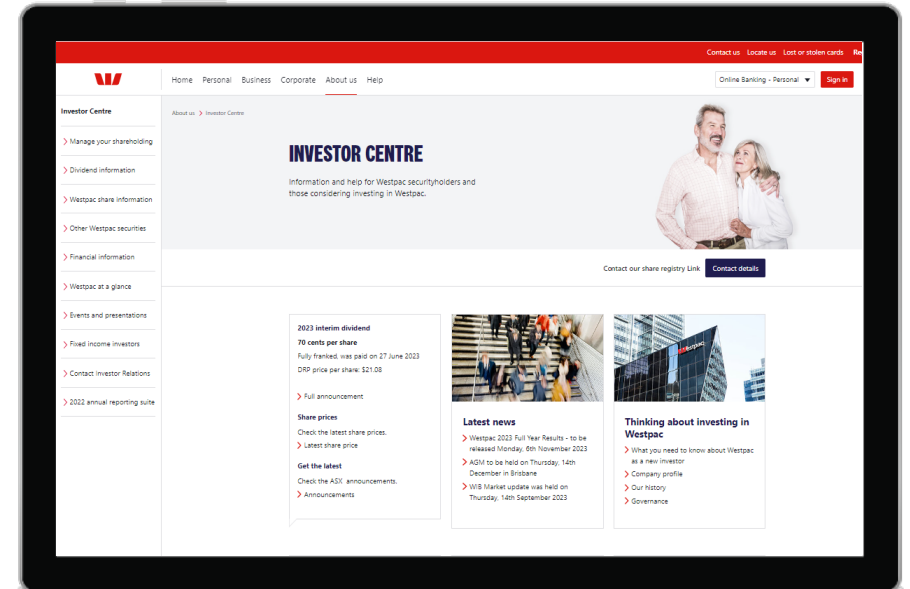 Contact us Locate us Lost or stolen cards Re
Home Personal Business Corporate About us Help
Online Banking - Personal
Sign in
Investor Centre
Manage your shareholding
Dividend information
Westpac share information
Other Westpac securities
Financial information
Westpac at a glance
Events and presentations
Fixed income investors
Contact Investor Relations
2022 annual reporting suite
About us Investor Centre
INVESTOR CENTRE
Information and help for Westpac securityholders and
those considering investing in Westpac.
Contact our share registry Link
Contact details
2023 interim dividend
70 cents per share
Fully franked, was paid on 27 June 2023
DRP price per share: $21.08
Full announcement
Share prices
Check the latest share prices.
Latest share price
Get the latest
Check the ASX announcements.
Announcements
Latest news
Westpac 2023 Full Year Results - to be
released Monday, 6th November 2023
AGM to be held on Thursday, 14th
December in Brisbane
WIB Market update was held on
Thursday, 14th September 2023
Westpac
Thinking about investing in
Westpac
What you need to know about Westpac
as a new investor
Company profile
Our history
Governance